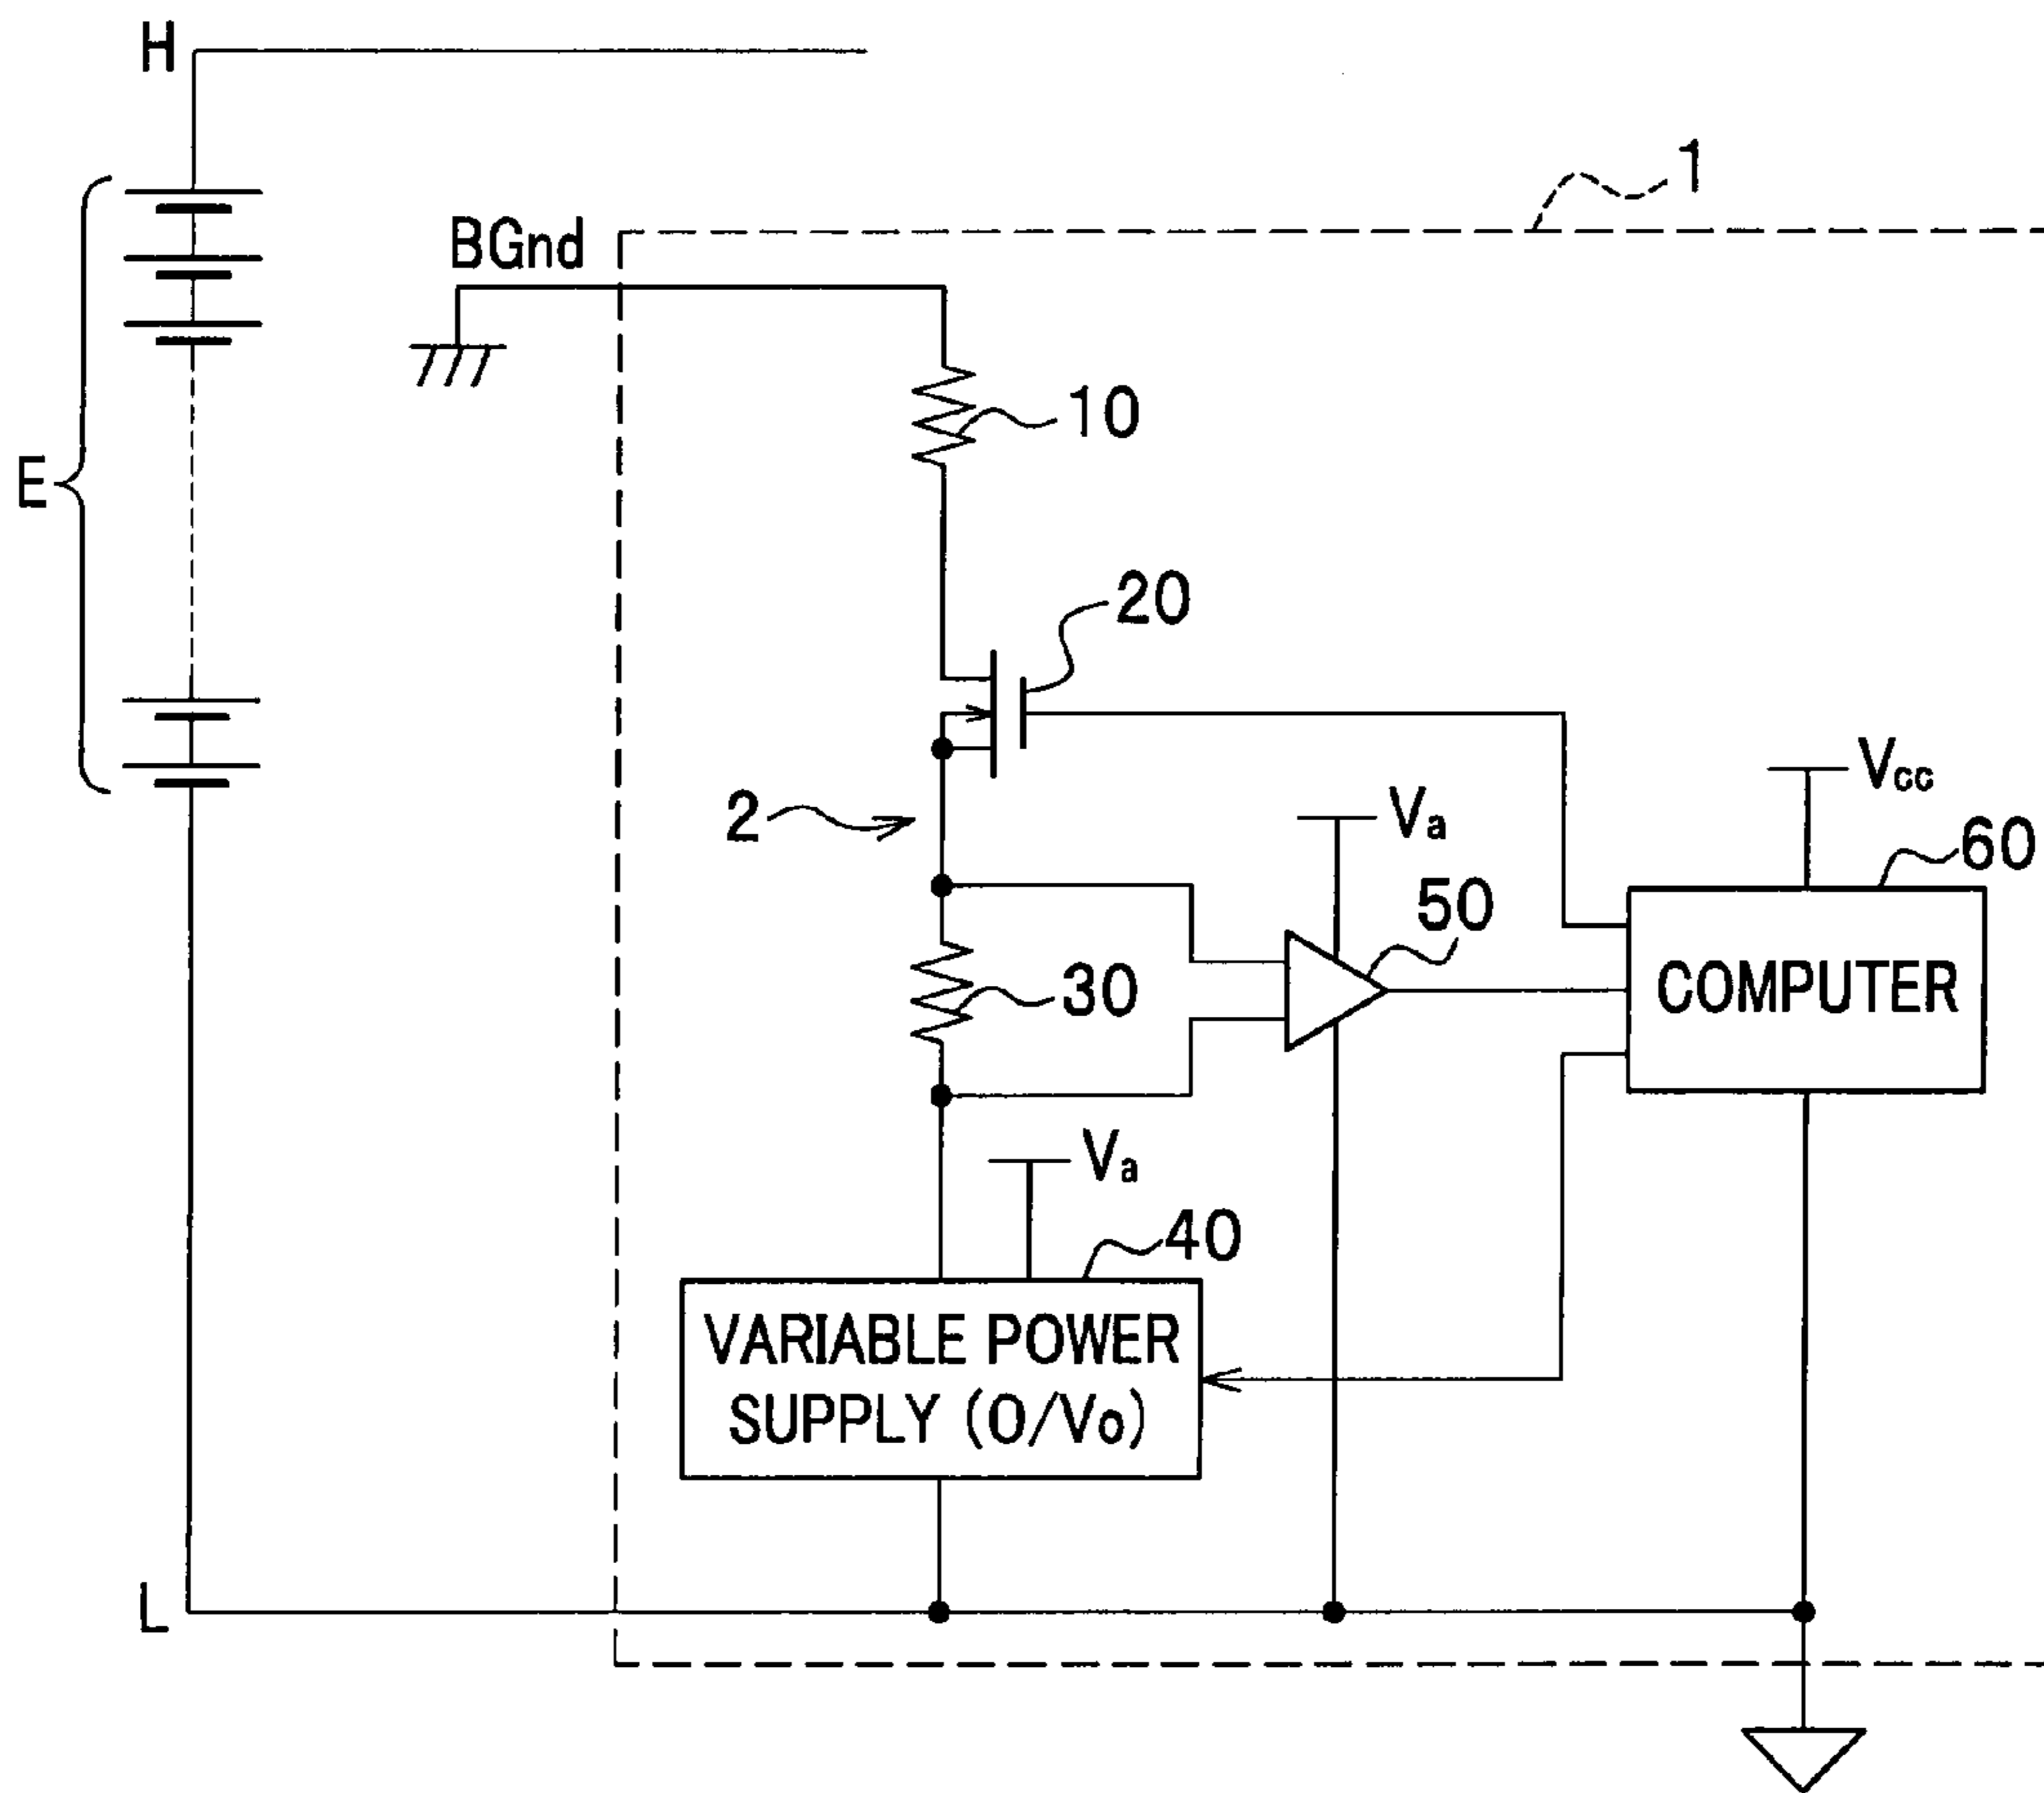 H
1
BGnd
10
E
20
Vcc
2
Va
60
50
COMPUTER
30
Va
40
VARIABLE POWER
SUPPLY (0/Vo)
L